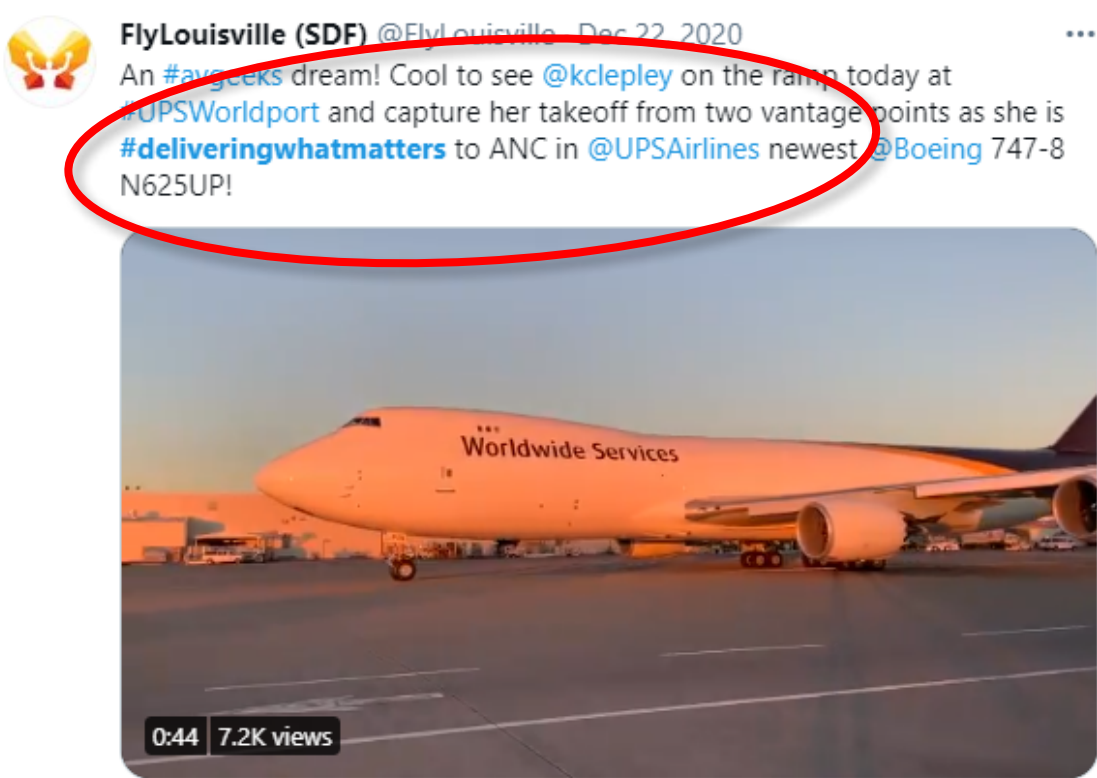 FlyLouisville (SDF) @FlyLouisville · Dec 22, 2020
An #avgeeks dream! Cool to see @kclepley on the ramp today at
#UPSWorldport and capture her takeoff from two vantage points as she is
#deliveringwhatmatters to ANC in @UPSAirlines newest @Boeing 747-8
N625UP!
Worldwide Services
0:44 7.2K views